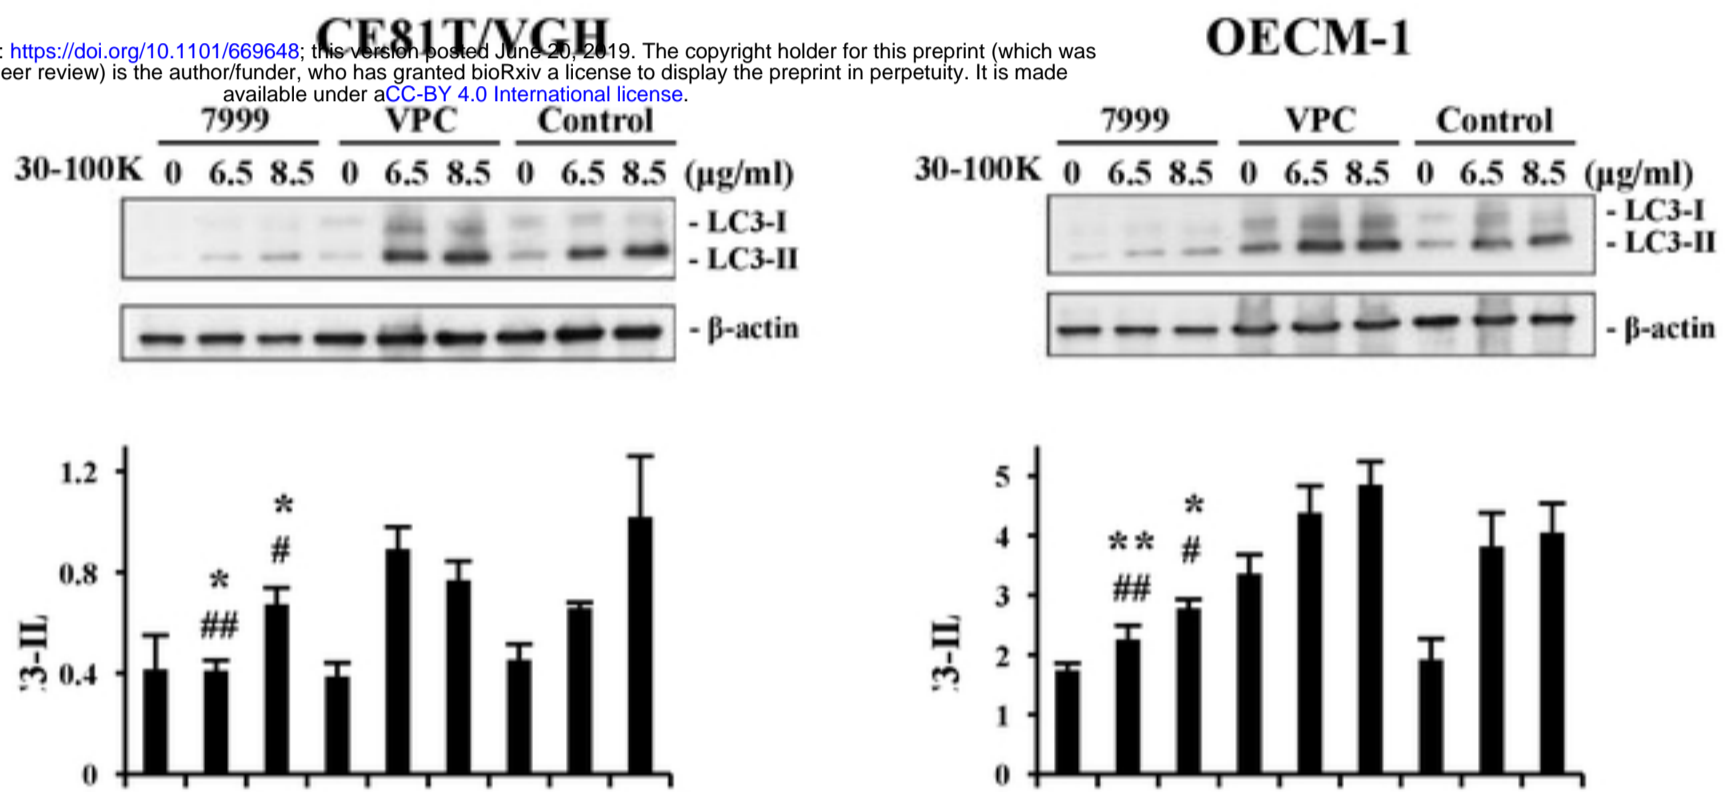 CE81T/VGH
OECM-1
: https://doi.org/10.1101/669648; this version posted June 20, 2019. The copyright holder for this preprint (which was
eer review) is the author/funder, who has granted bioRxiv a license to display the preprint in perpetuity. It is made
available under aCC-BY 4.0 International license.
7999 VPC Control
30-100K 0 6.5 8.5 0 6.5 8.5 0 6.5 8.5 (μg/ml)
- LC3-I
- LC3-II
- β-actin
1.2
0.8
0.4
0
3-II
*
##
*
#
7999 VPC Control
30-100K 0 6.5 8.5 0 6.5 8.5 0 6.5 8.5 (μg/ml)
- LC3-I
- LC3-II
- β-actin
5
4
3
2
1
0
3-II
**
##
*
#